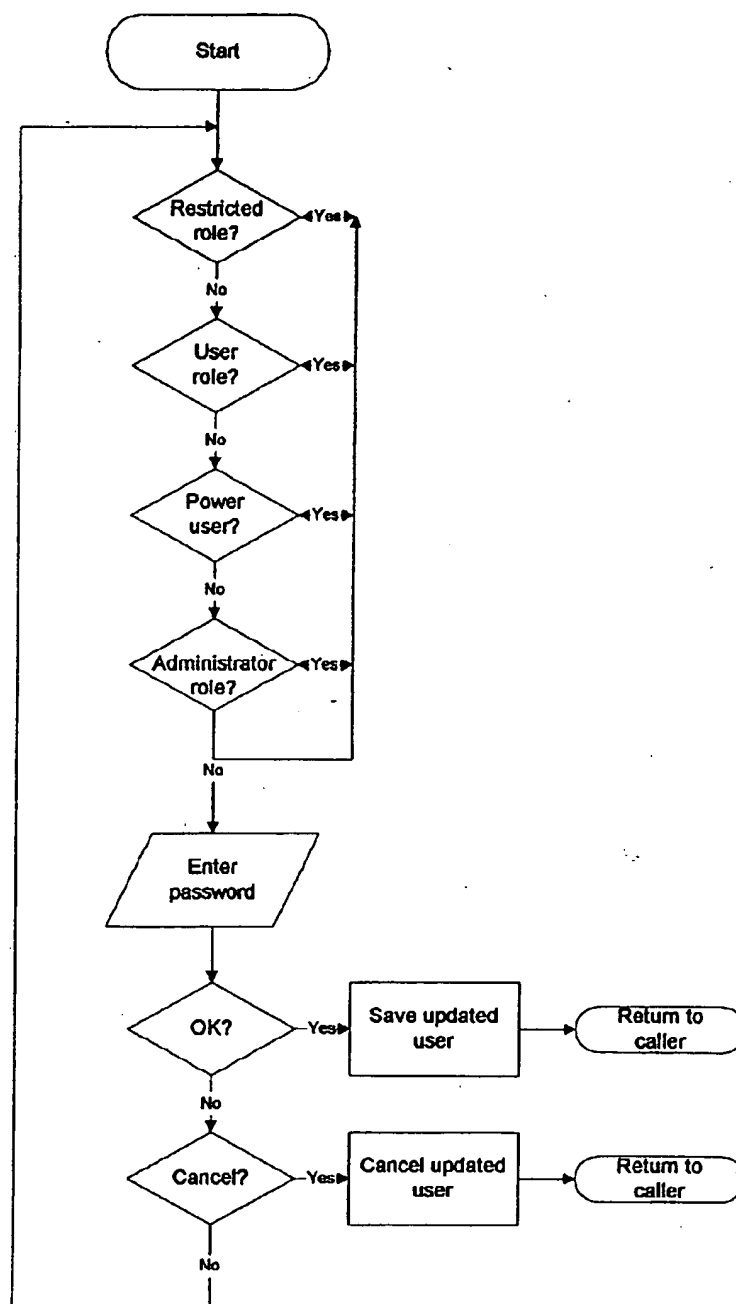 Start
Restricted
role?
Yes
No
User
role?
Yes
No
Power
user?
Yes
No
Administrator
role?
Yes
No
Enter
password
OK?
Yes
Save updated
user
Return to
caller
No
Cancel?
Yes
Cancel updated
user
Return to
caller
No